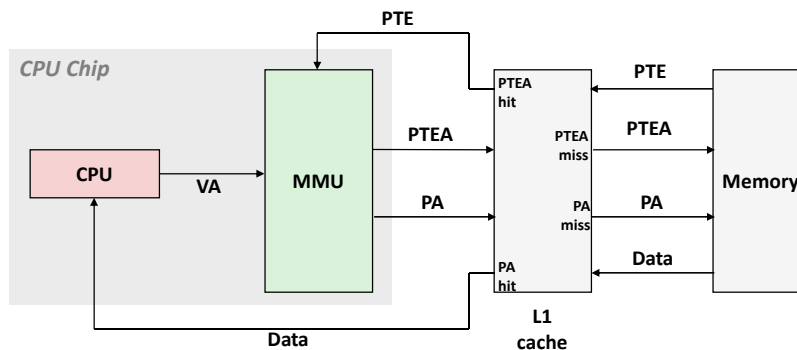 PTE
CPU Chip
PTEA
hit
PTE
PTEA
PTEA
miss
PTEA
CPU
VA
MMU
Memory
PA
PA
miss
PA
PA
hit
Data
Data
L1
cache